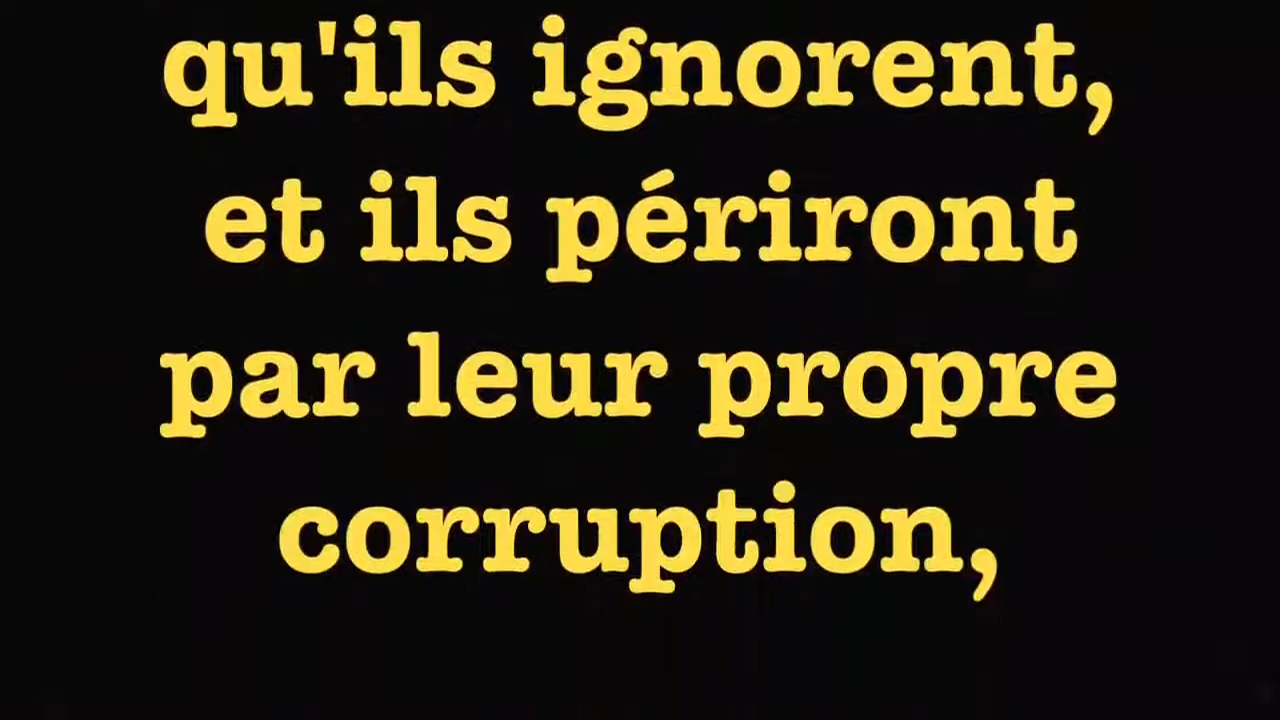 qu'ils ignorent,
et ils périront
par leur propre
corruption,